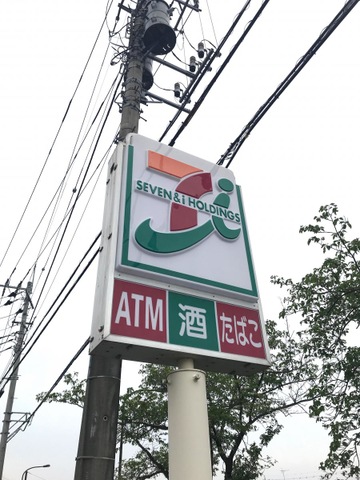 SEVEN & i HOLDINGS
ATM 酒 たばこ